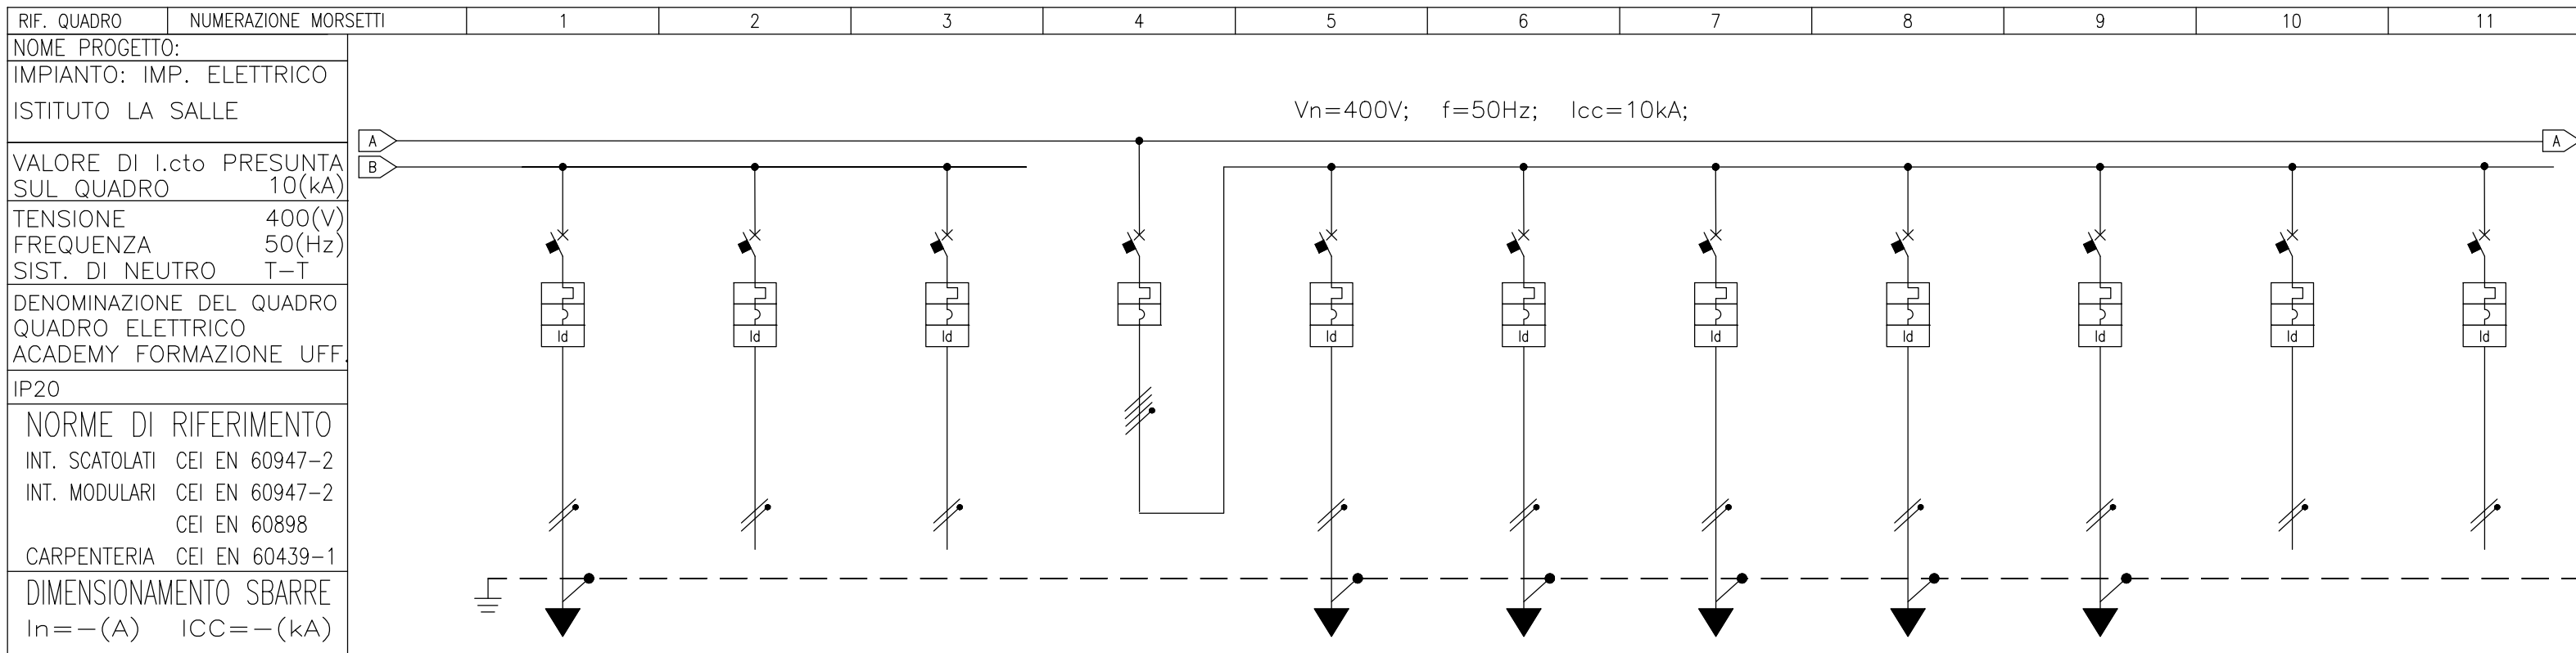 RIF. QUADRO NUMERAZIONE MORSETTI 1 2 3 4 5 6 7 8 9 10 11
NOME PROGETTO:
IMPIANTO: IMP. ELETTRICO
ISTITUTO LA SALLE
Vn=400V; f=50Hz; Icc=10kA;
A
A
B
VALORE DI I.cto PRESUNTA
SUL QUADRO 10(kA)
TENSIONE 400(V)
FREQUENZA 50(Hz)
SIST. DI NEUTRO T-T
DENOMINAZIONE DEL QUADRO
QUADRO ELETTRICO
ACADEMY FORMAZIONE UFF.
Id Id Id Id Id Id Id Id Id Id
IP20
NORME DI RIFERIMENTO
INT. SCATOLATI CEI EN 60947-2
INT. MODULARI CEI EN 60947-2
CEI EN 60898
CARPENTERIA CEI EN 60439-1
DIMENSIONAMENTO SBARRE
In=-(A) ICC=-(kA)